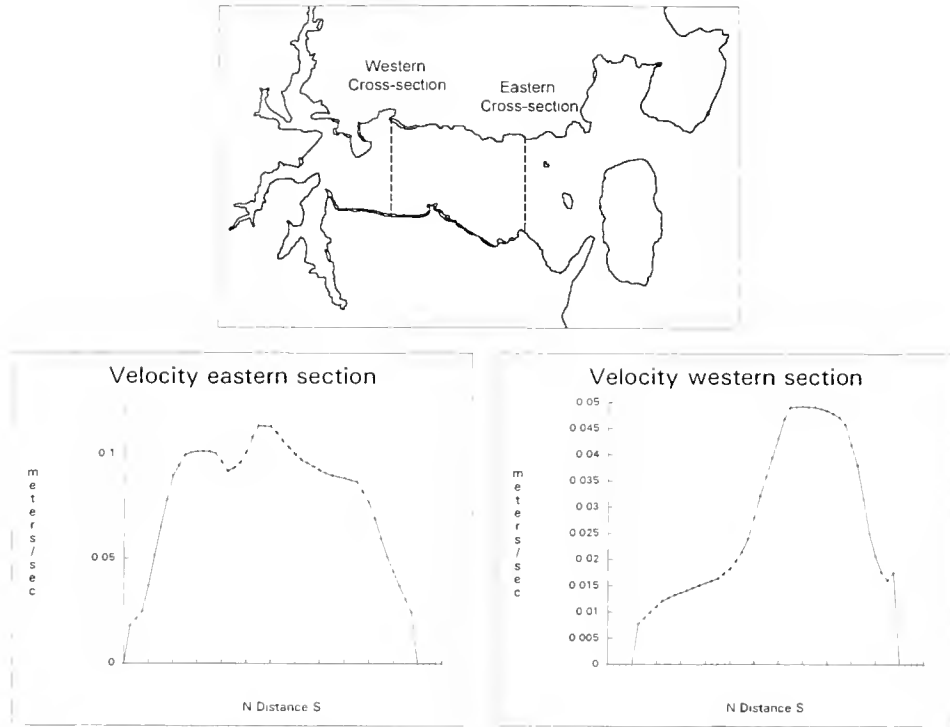 Western
Cross-section
Eastern
Cross-section
Velocity eastern section
0 1
0 05
0
m
e
t
e
r
s
/
s
e
c
N Distance S
Velocity western section
0 05
0 045
0 04
0 035
0 03
0 025
0 02
0 015
0 01
0 005
0
m
e
t
e
r
s
/
s
e
c
N Distance S